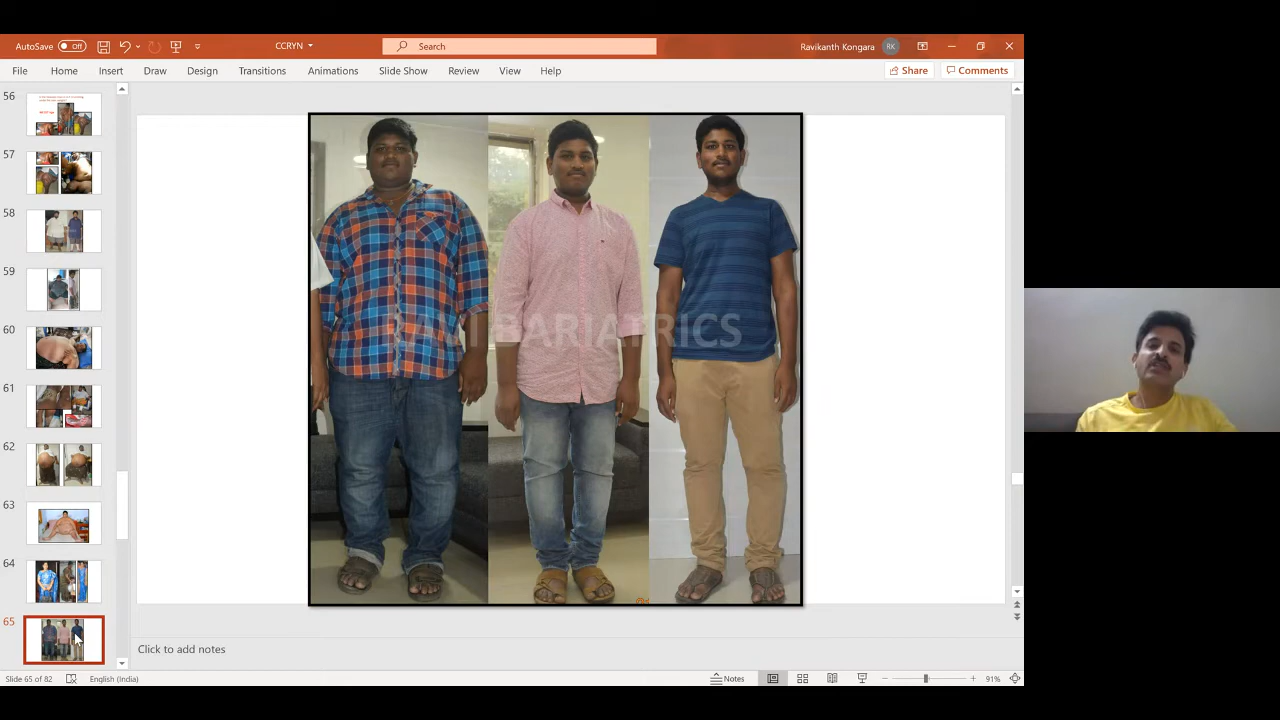 AutoSave Off
CCRYN
Search
Ravikanth Kongara RK
File Home Insert Draw Design Transitions Animations Slide Show Review View Help
Share Comments
56
57
58
59
60
61
62
63
64
65
RAVI BARIATRICS
Click to add notes
Slide 65 of 82 English (India) Notes 91%